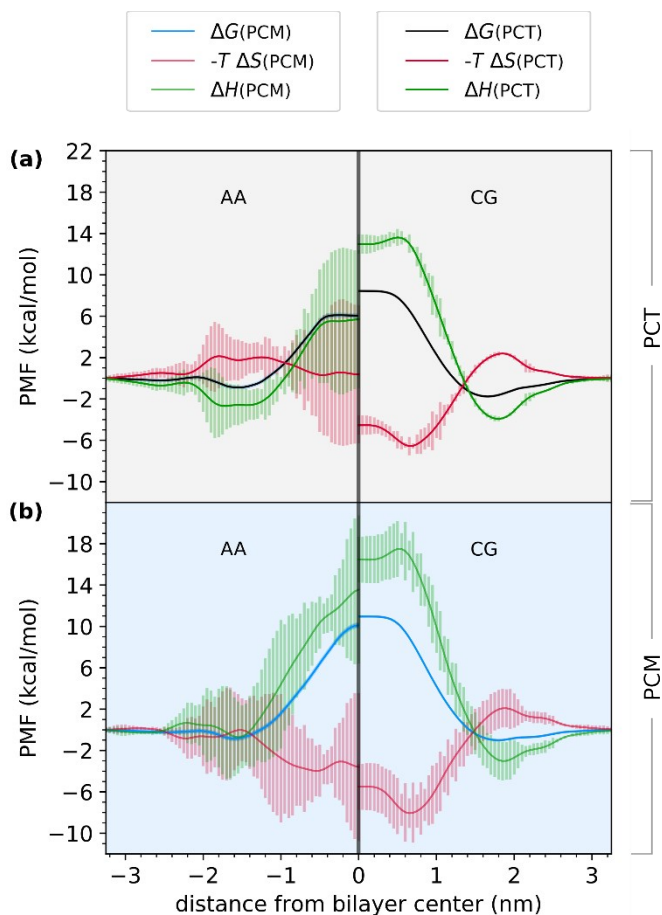 ΔG(PCM)
-T ΔS(PCM)
ΔH(PCM)
ΔG(PCT)
-T ΔS(PCT)
ΔH(PCT)
(a)
22
18
14
10
6
2
−2
−6
−10
PMF (kcal/mol)
AA
CG
PCT
(b)
18
14
10
6
2
−2
−6
−10
PMF (kcal/mol)
AA
CG
PCM
−3 −2 −1 0 1 2 3
distance from bilayer center (nm)